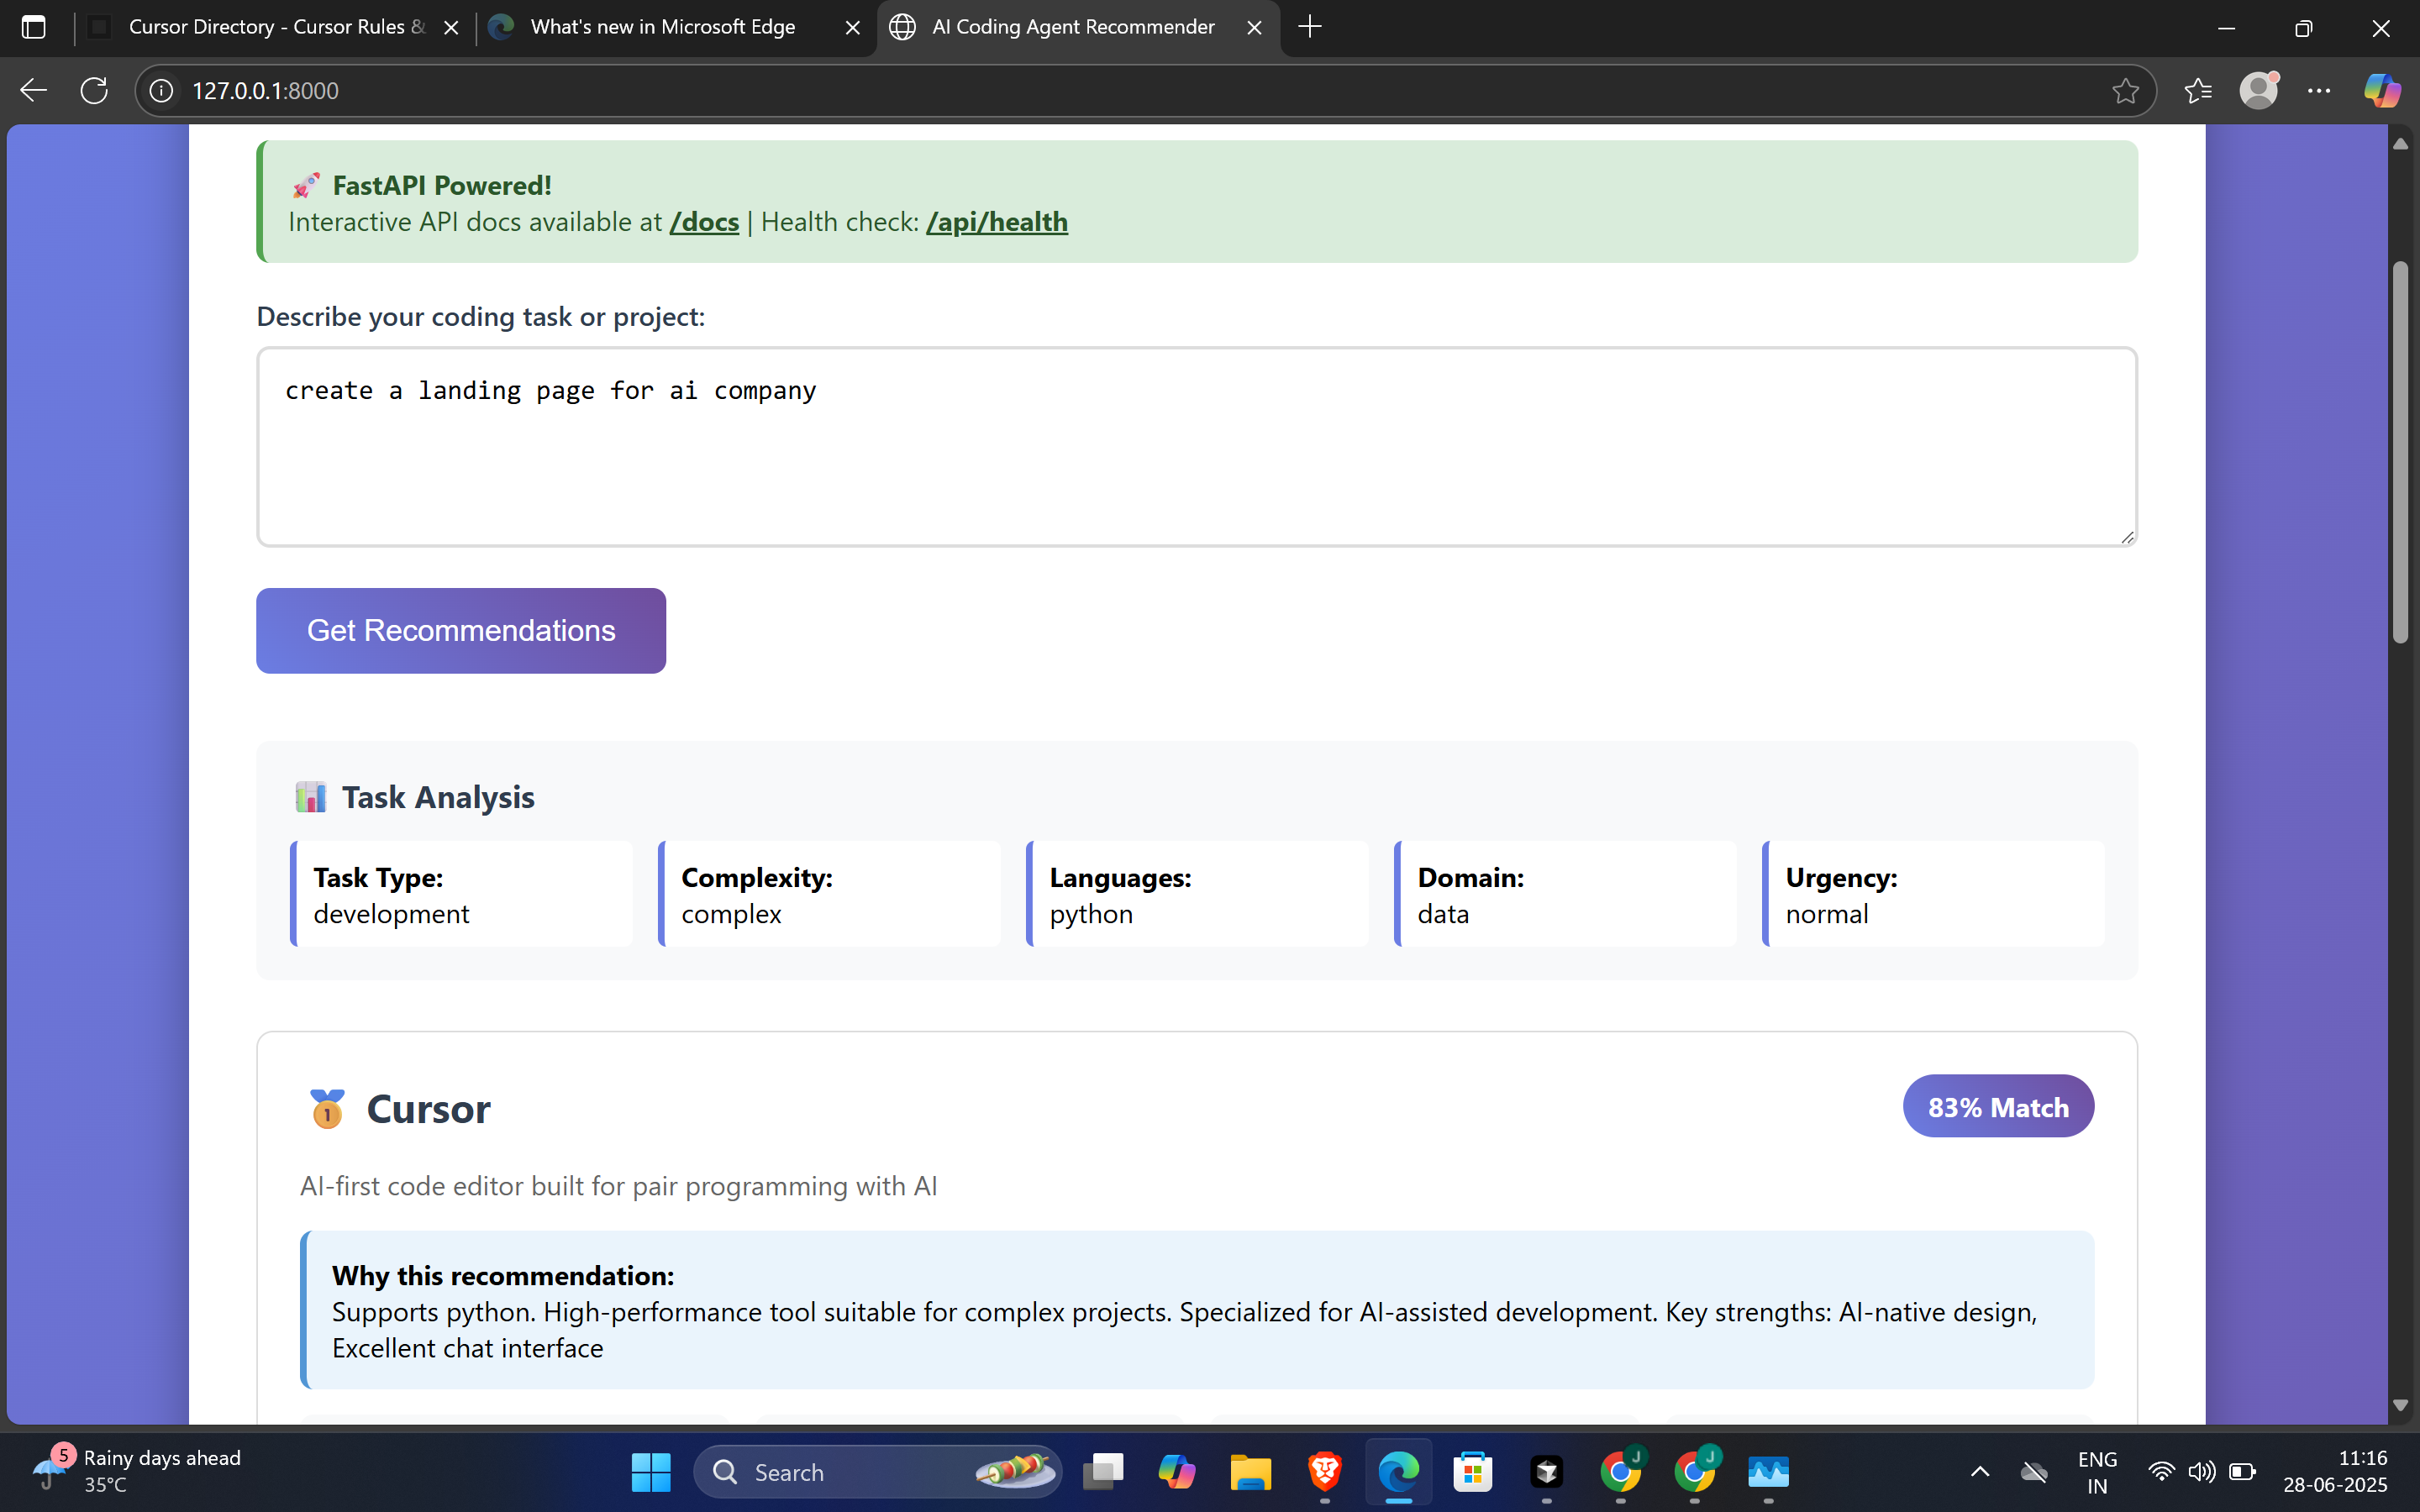 Cursor Directory - Cursor Rules &
What's new in Microsoft Edge
AI Coding Agent Recommender
127.0.0.1:8000
🚀 FastAPI Powered!
Interactive API docs available at /docs | Health check: /api/health
Describe your coding task or project:
create a landing page for ai company
Get Recommendations
📊 Task Analysis
Task Type:
development
Complexity:
complex
Languages:
python
Domain:
data
Urgency:
normal
🥇 Cursor
83% Match
AI-first code editor built for pair programming with AI
Why this recommendation:
Supports python. High-performance tool suitable for complex projects. Specialized for AI-assisted development. Key strengths: AI-native design,
Excellent chat interface
5
Rainy days ahead
35°C
Search
J
J
ENG
IN
11:16
28-06-2025